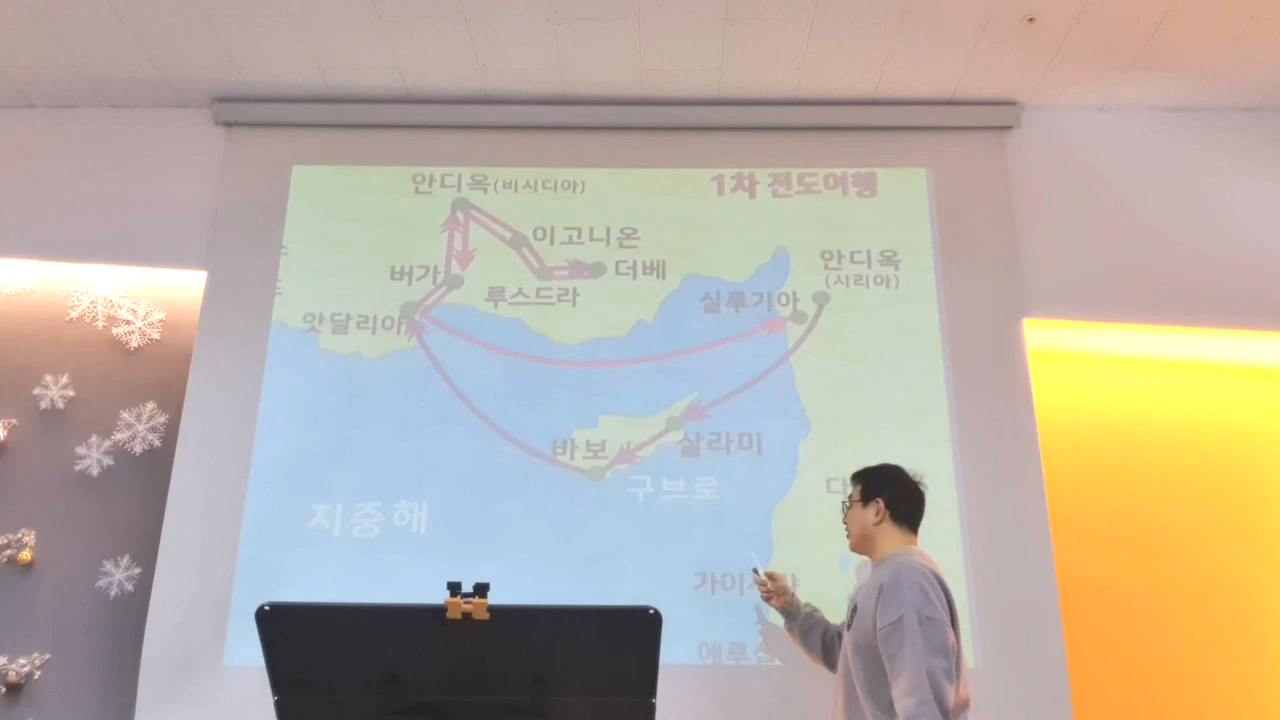 1차 전도여행
안디옥(비시디아)
이고니온
더베
버가
루스드라
앗달리아
안디옥
(시리아)
실루기아
살라미
바보
구브로
지중해